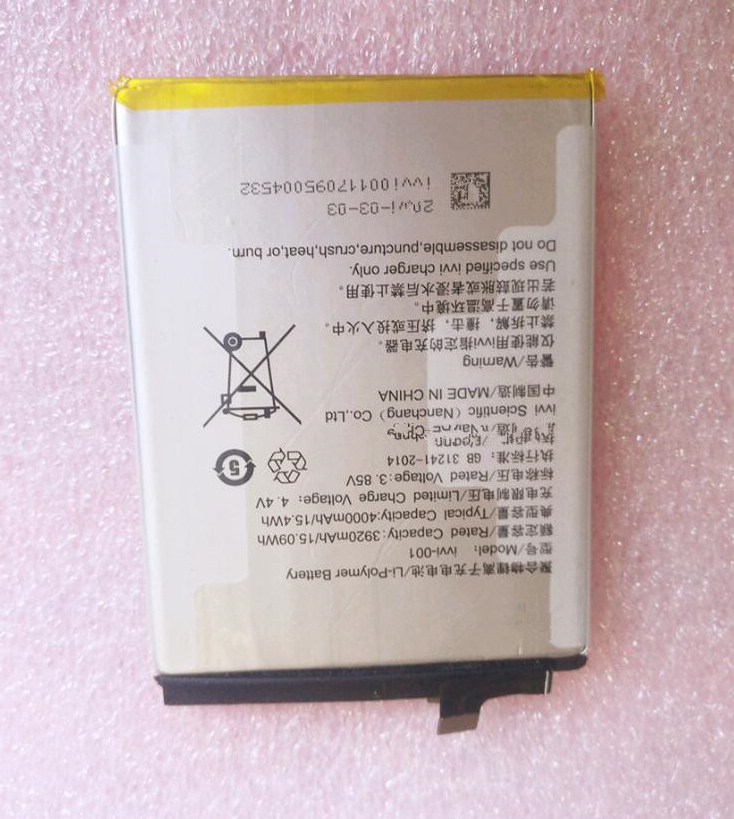 聚合物锂离子充电电池/Li-Polymer Battery
型号/Model: ivvi-001
额定容量/Rated Capacity:3920mAh/15.09Wh
典型容量/Typical Capacity:4000mAh/15.4Wh
充电限制电压/Limited Charge Voltage: 4.4V
标称电压/Rated Voltage:3.85V
执行标准: GB 31241-2014
ivvi Scientific (Nanchang) Co.,Ltd
中国制造/MADE IN CHINA
警告/Warning
仅能使用ivvi指定的充电器。
禁止拆解，撞击，挤压或投入火中。
请勿置于高温环境中。
若出现鼓胀或者浸水后禁止使用。
Use specified ivvi charger only.
Do not disassemble,puncture,crush,heat,or burn.
-03-03
ivvi0011709S004532
5